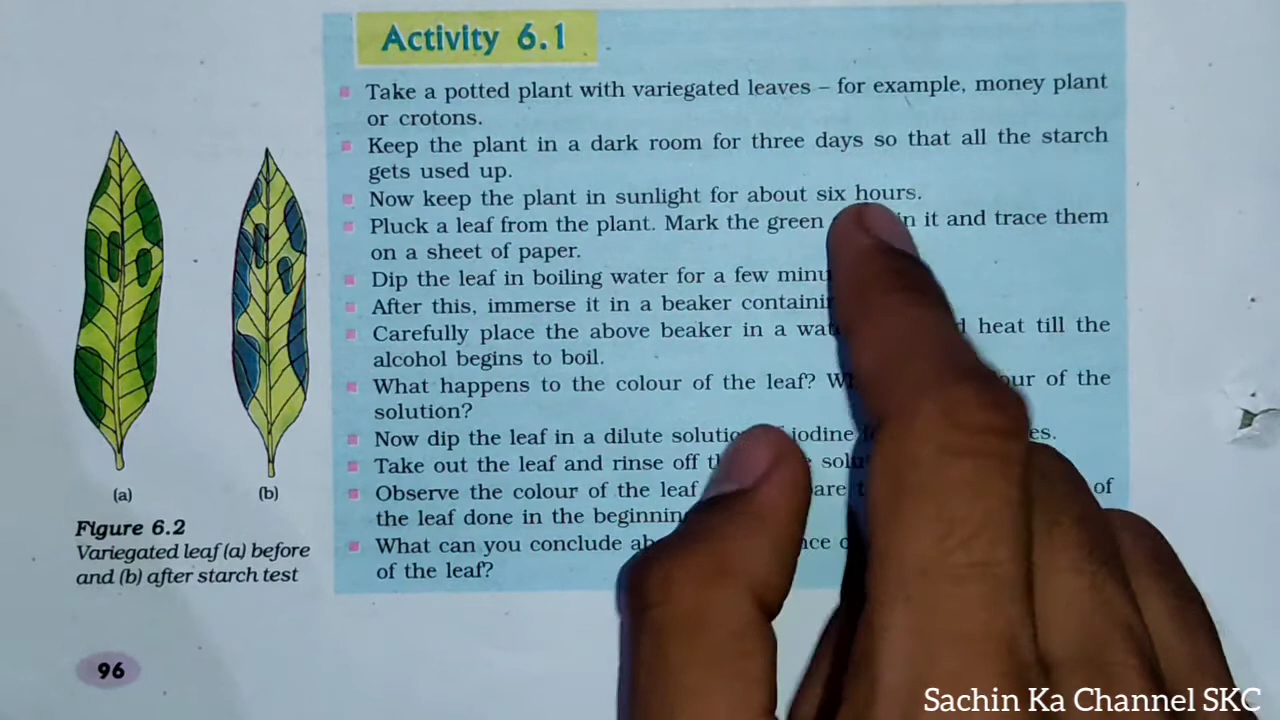 Activity 6.1
Take a potted plant with variegated leaves – for example, money plant
or crotons.
Keep the plant in a dark room for three days so that all the starch
gets used up.
Now keep the plant in sunlight for about six hours.
Pluck a leaf from the plant. Mark the green in it and trace them
on a sheet of paper.
Dip the leaf in boiling water for a few
After this, immerse it in a beaker
Carefully place the above beaker in a heat till the
alcohol begins to boil.
What happens to the colour of the leaf? of the
solution?
Now dip the leaf in a dilute iodine
Take out the leaf and rinse off
Observe the colour of the leaf of
the leaf done in the
What can you conclude
of the leaf?
(a)
(b)
Figure 6.2
Variegated leaf (a) before
and (b) after starch test
96
Sachin Ka Channel SKC